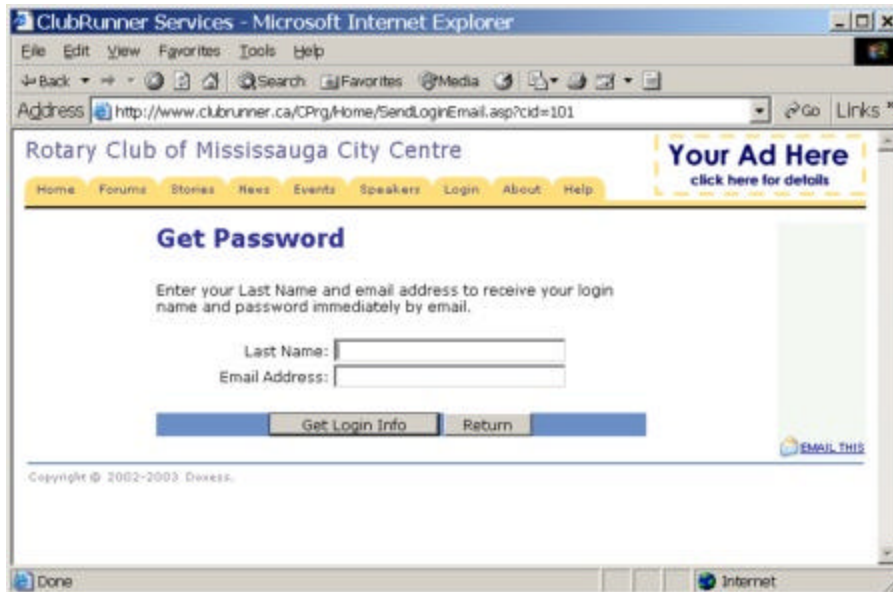 ClubRunner Services - Microsoft Internet Explorer
File Edit View Favorites Tools Help
Back Search Favorites Media
Address http://www.clubrunner.ca/CPrg/Home/SendLoginEmail.asp?cid=101 Go Links »
Rotary Club of Mississauga City Centre
Your Ad Here
click here for details
Home Forums Stories News Events Speakers Login About Help
Get Password
Enter your Last Name and email address to receive your login
name and password immediately by email.
Last Name:
Email Address:
Get Login Info Return
EMAIL THIS
Copyright © 2002-2003 Doxess.
Done Internet